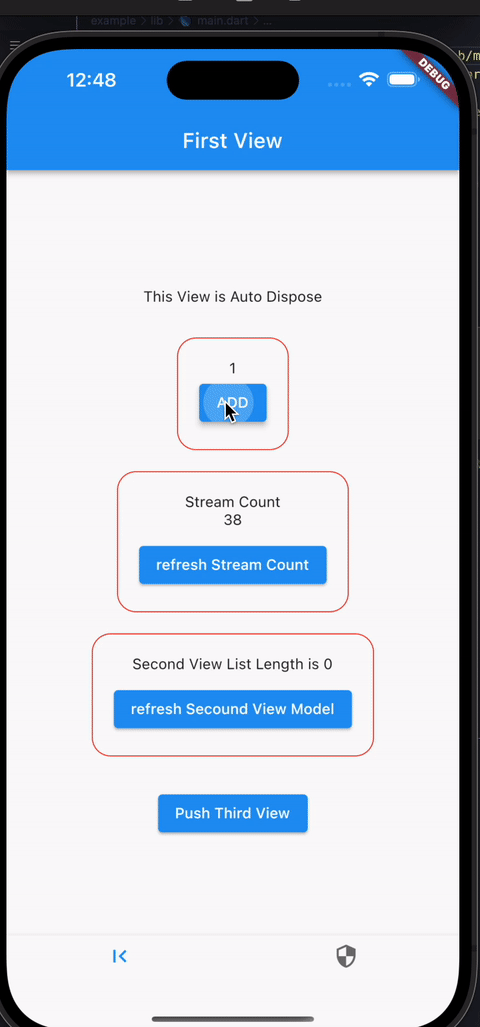 example > lib > main.dart > ...
12:48
DEBUG
First View
This View is Auto Dispose
1
ADD
Stream Count
38
refresh Stream Count
Second View List Length is 0
refresh Secound View Model
Push Third View